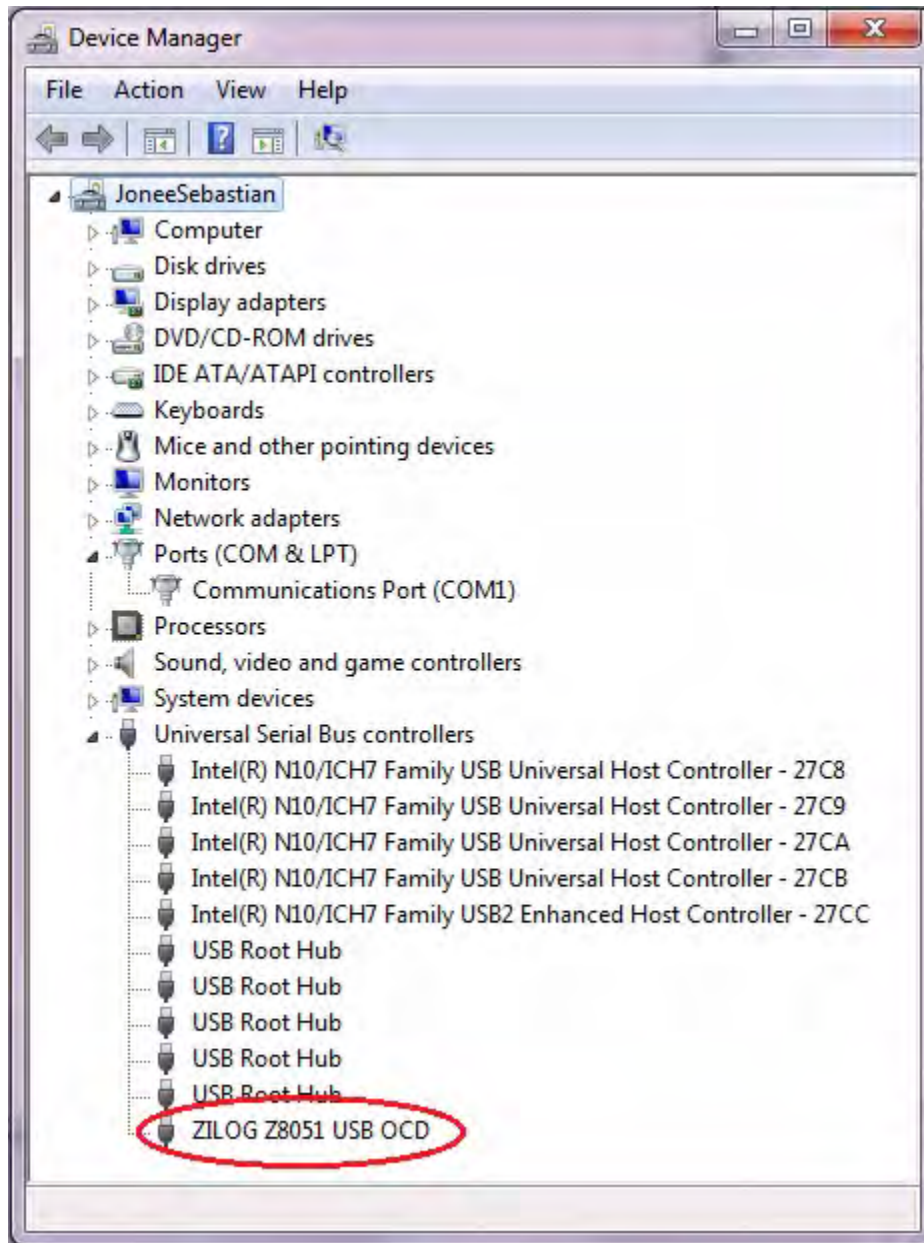 Device Manager
File Action View Help
JoneeSebastian
Computer
Disk drives
Display adapters
DVD/CD-ROM drives
IDE ATA/ATAPI controllers
Keyboards
Mice and other pointing devices
Monitors
Network adapters
Ports (COM & LPT)
Communications Port (COM1)
Processors
Sound, video and game controllers
System devices
Universal Serial Bus controllers
Intel(R) N10/ICH7 Family USB Universal Host Controller - 27C8
Intel(R) N10/ICH7 Family USB Universal Host Controller - 27C9
Intel(R) N10/ICH7 Family USB Universal Host Controller - 27CA
Intel(R) N10/ICH7 Family USB Universal Host Controller - 27CB
Intel(R) N10/ICH7 Family USB2 Enhanced Host Controller - 27CC
USB Root Hub
USB Root Hub
USB Root Hub
USB Root Hub
USB Root Hub
ZILOG Z8051 USB OCD